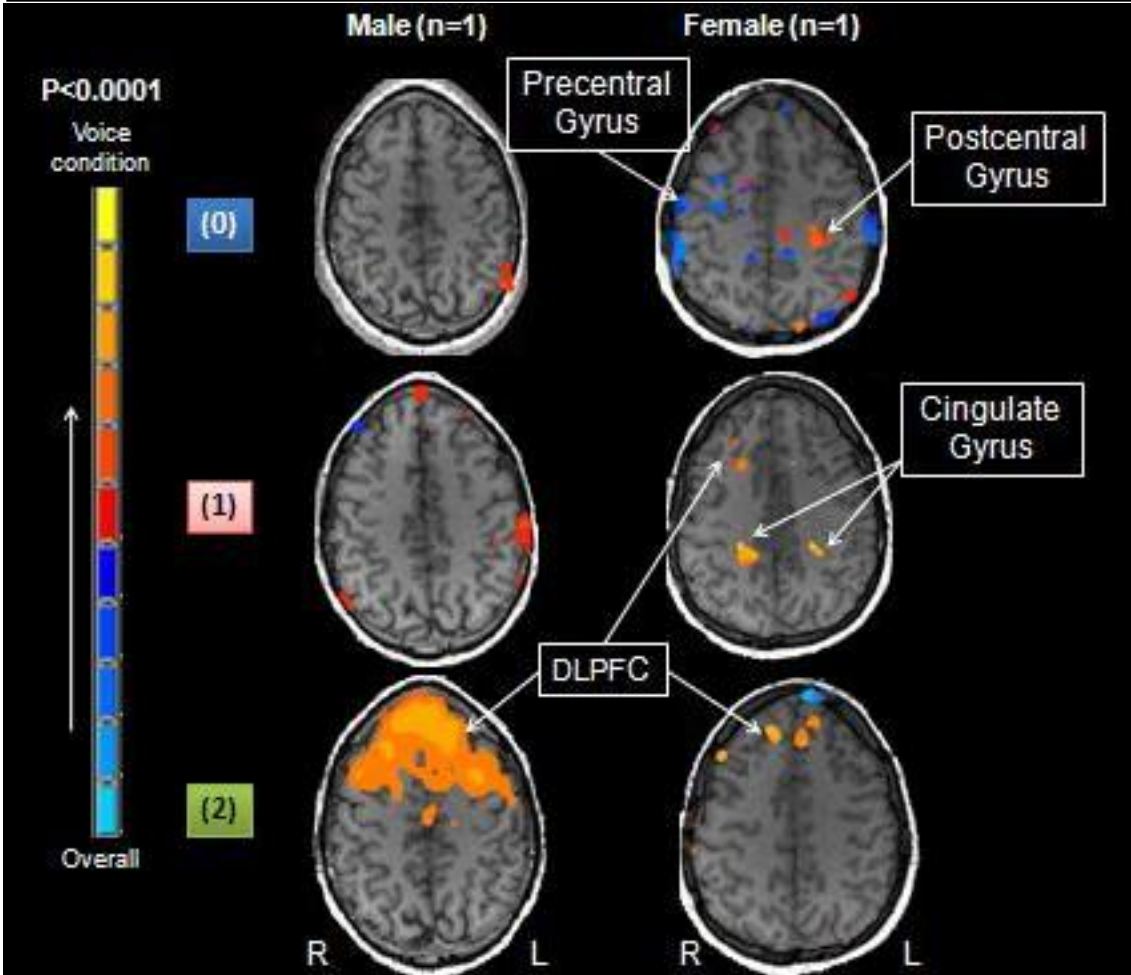 Male (n=1)
Female (n=1)
P<0.0001
Voice
condition
Precentral
Gyrus
Postcentral
Gyrus
(0)
Cingulate
Gyrus
(1)
DLPFC
(2)
Overall
R
L
R
L